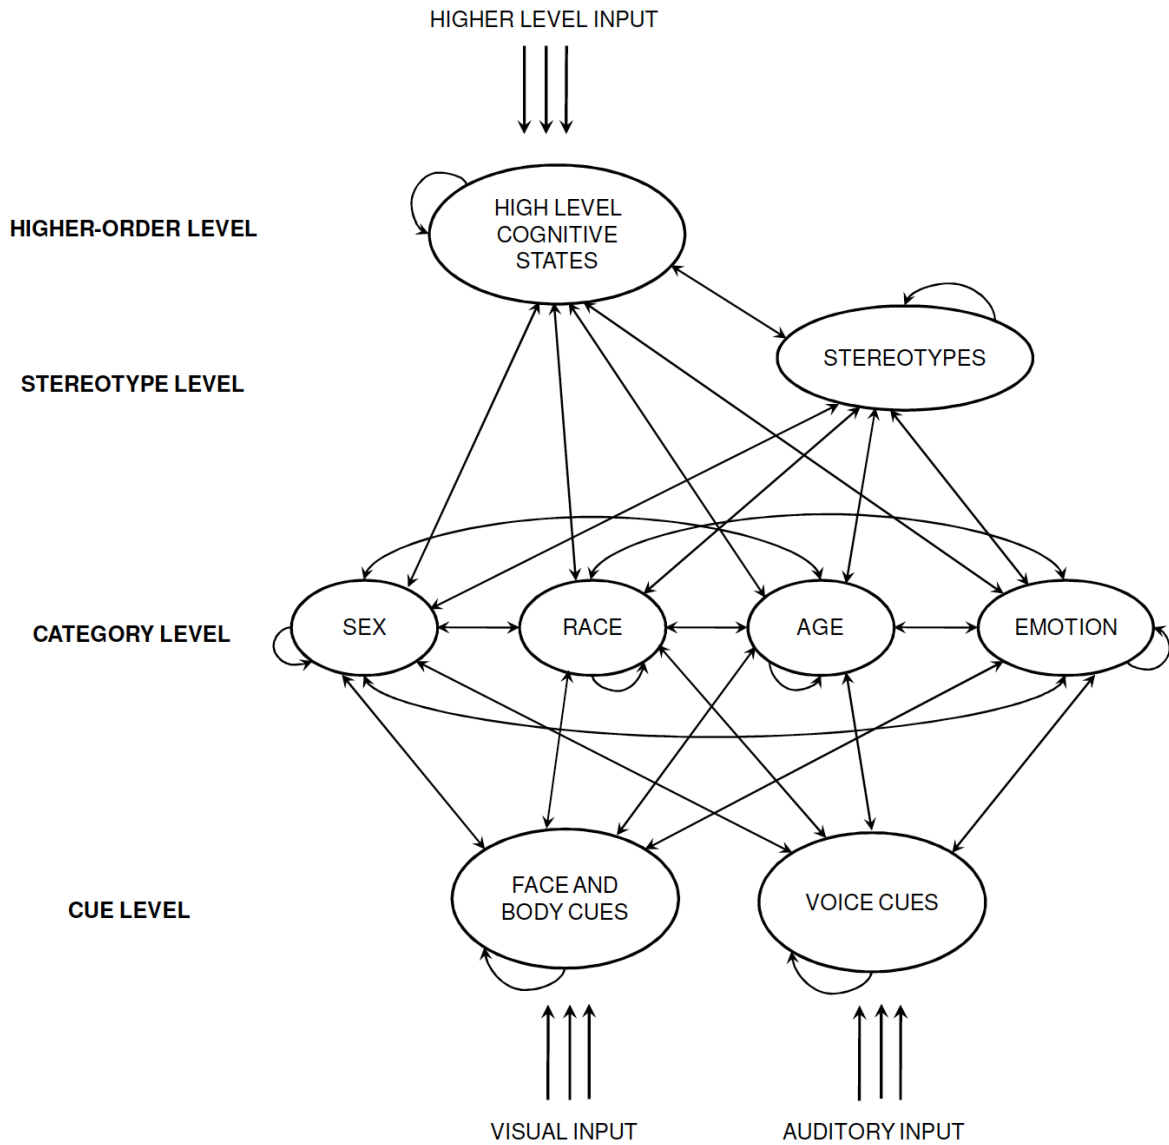 HIGHER LEVEL INPUT
HIGHER-ORDER LEVEL
HIGH LEVEL
COGNITIVE
STATES
STEREOTYPE LEVEL
STEREOTYPES
CATEGORY LEVEL
SEX
RACE
AGE
EMOTION
CUE LEVEL
FACE AND
BODY CUES
VOICE CUES
VISUAL INPUT
AUDITORY INPUT